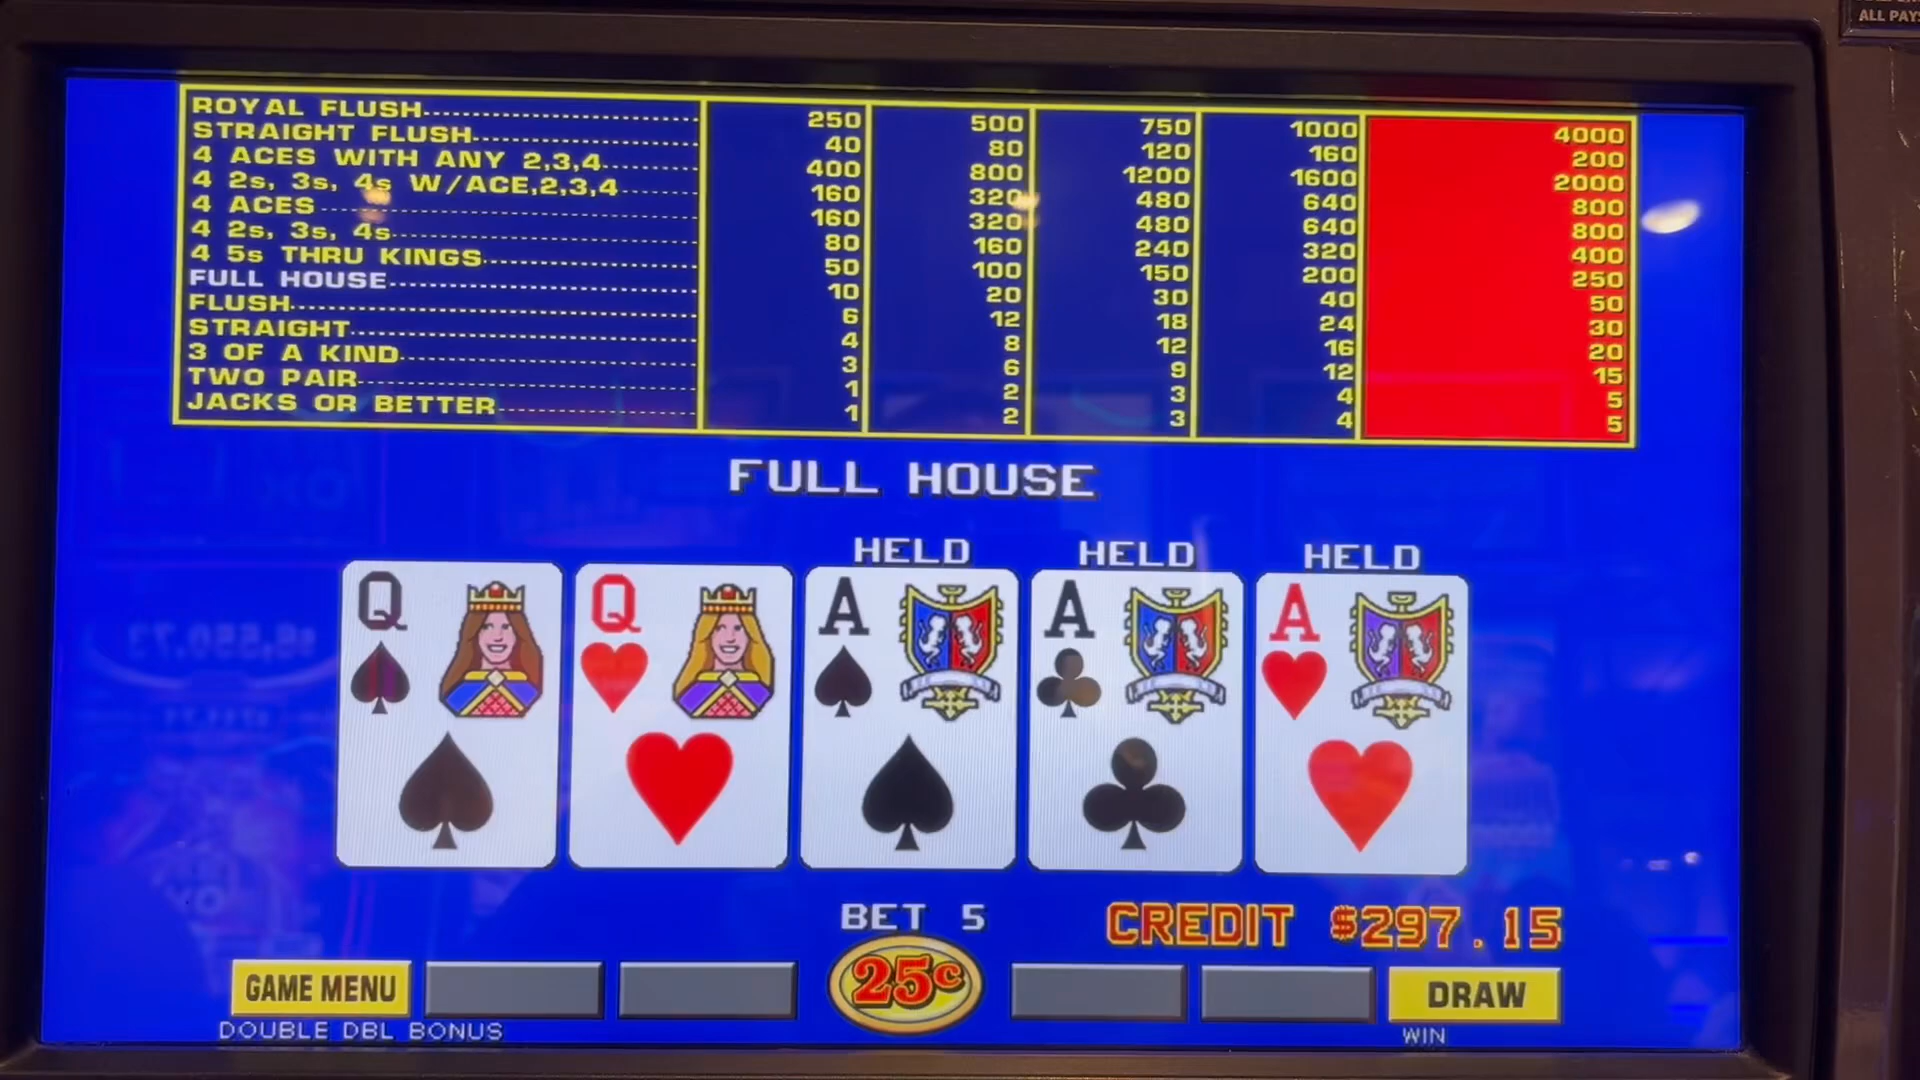 ALL PAYS
ROYAL FLUSH 250 500 750 1000 4000
STRAIGHT FLUSH 40 80 120 160 200
4 ACES WITH ANY 2,3,4 400 800 1200 1600 2000
4 2s, 3s, 4s W/ACE,2,3,4 160 320 480 640 800
4 ACES 160 320 480 640 800
4 2s, 3s, 4s 80 160 240 320 400
4 5s THRU KINGS 50 100 150 200 250
FULL HOUSE 10 20 30 40 50
FLUSH 6 12 18 24 30
STRAIGHT 4 8 12 16 20
3 OF A KIND 3 6 9 12 15
TWO PAIR 1 2 3 4 5
JACKS OR BETTER 1 2 3 4 5
FULL HOUSE
HELD HELD HELD
Q Q A A A
BET 5 CREDIT $297.15
GAME MENU 25¢ DRAW
DOUBLE DBL BONUS WIN